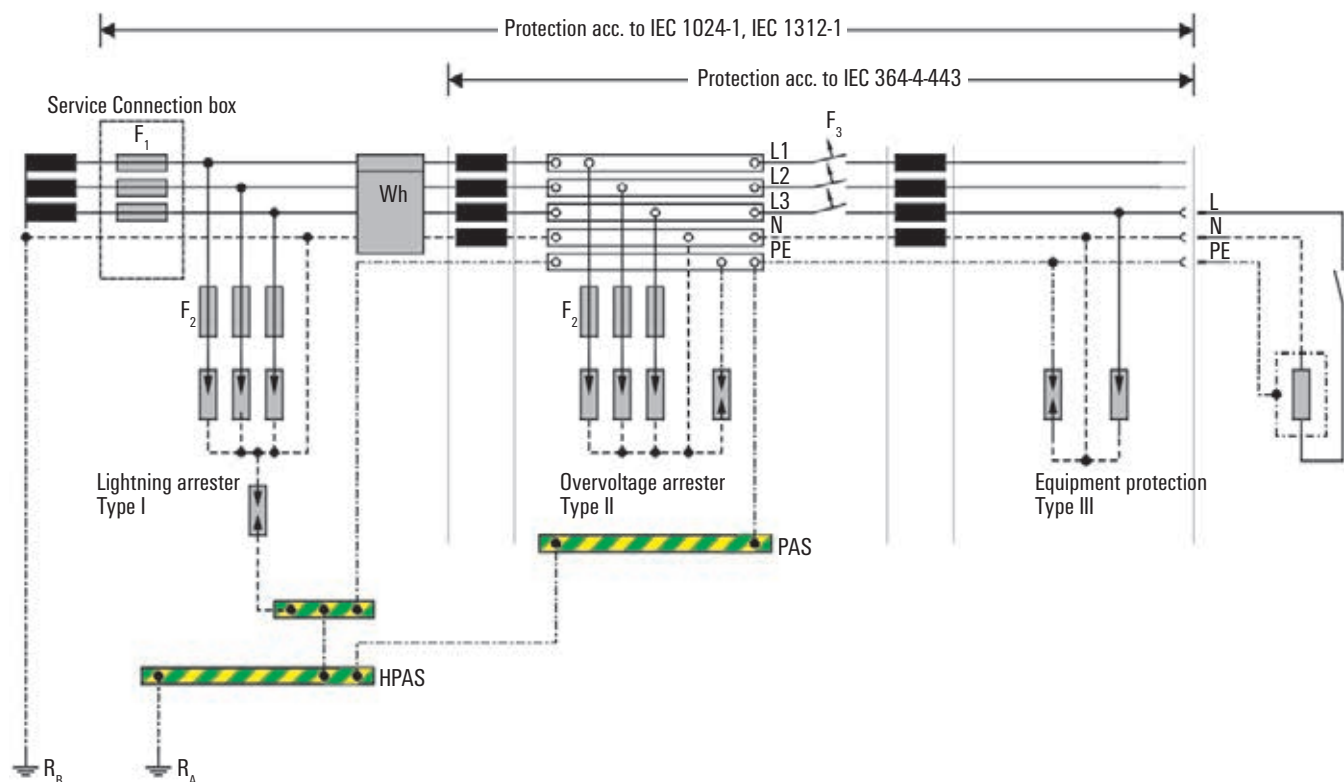 Protection acc. to IEC 1024-1, IEC 1312-1
Protection acc. to IEC 364-4-443
Service Connection box
F1
F3
L1
L2
L3
N
PE
Wh
L
N
PE
F2
F2
Lightning arrester
Type I
Overvoltage arrester
Type II
Equipment protection
Type III
PAS
HPAS
RB
RA